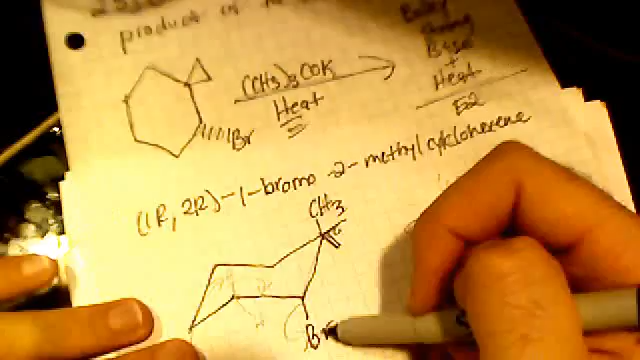 product of
(CH3)3COK
Heat
Br
Bulky
Strong
Base
+
Heat
E2
(1R, 2R)-1-bromo-2-methylcyclohexene
CH3
Br